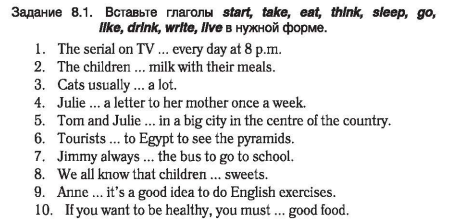 Задание 8.1. Вставьте глаголы start, take, eat, think, sleep, go,
like, drink, write, live в нужной форме.
1. The serial on TV ... every day at 8 p.m.
2. The children ... milk with their meals.
3. Cats usually ... a lot.
4. Julie ... a letter to her mother once a week.
5. Tom and Julie ... in a big city in the centre of the country.
6. Tourists ... to Egypt to see the pyramids.
7. Jimmy always ... the bus to go to school.
8. We all know that children ... sweets.
9. Anne ... it's a good idea to do English exercises.
10. If you want to be healthy, you must ... good food.